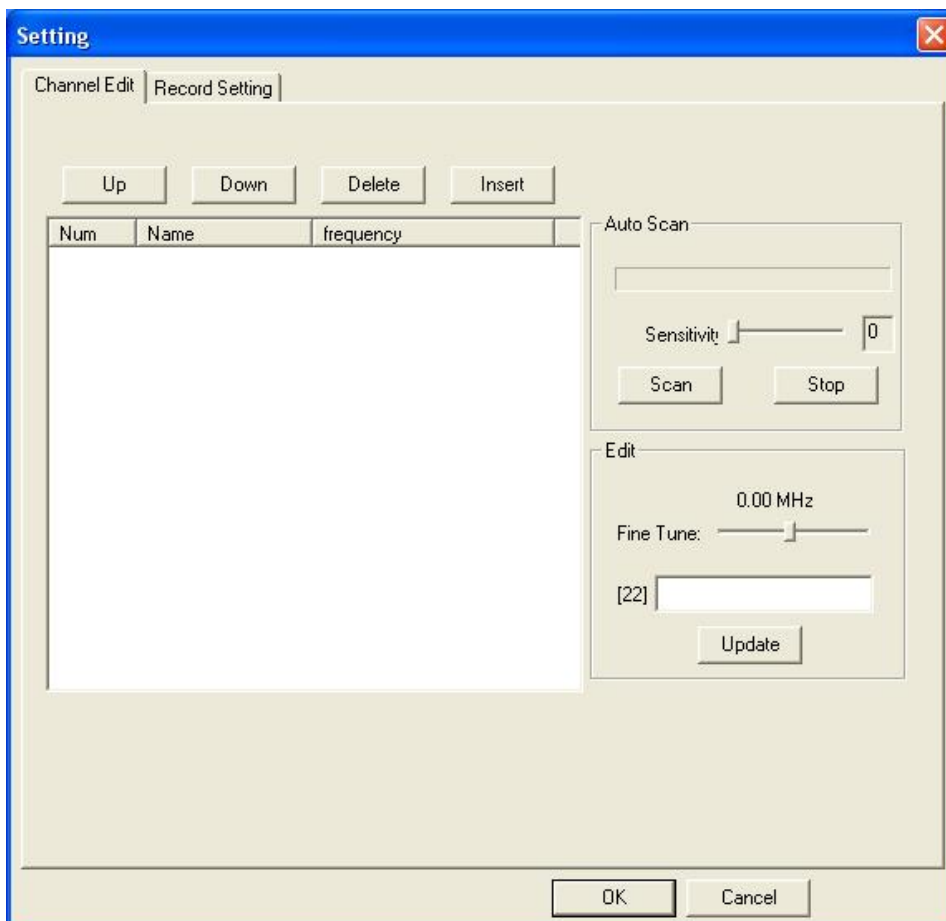 Setting
Channel Edit
Record Setting
Up
Down
Delete
Insert
Num
Name
frequency
Auto Scan
Sensitivity
0
Scan
Stop
Edit
0.00 MHz
Fine Tune:
[22]
Update
OK
Cancel